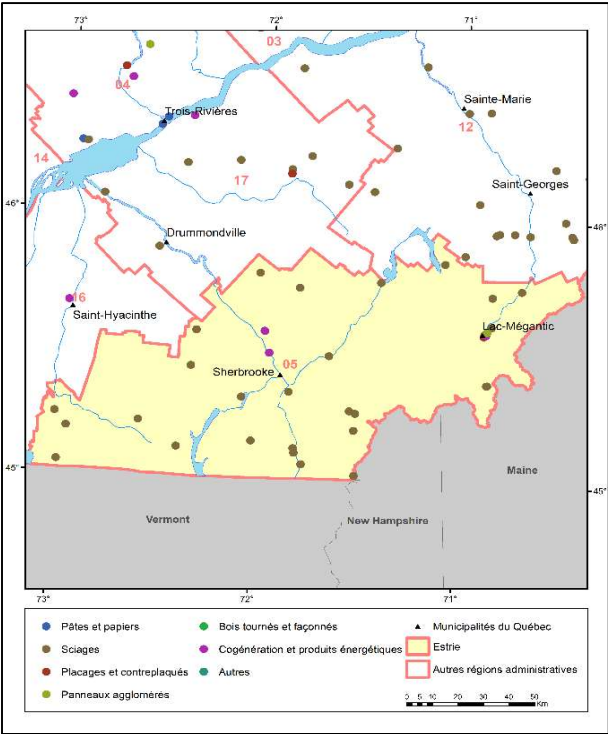 73°
72°
71°
03
04
Sainte-Marie
Trois-Rivières
12
14
17
Saint-Georges
46°
46°
Drummondville
16
Saint-Hyacinthe
Lac-Mégantic
05
Sherbrooke
45°
45°
Maine
Vermont
New Hampshire
73°
72°
71°
Pâtes et papiers
Sciages
Placages et contreplaqués
Panneaux agglomérés
Bois tournés et façonnés
Cogénération et produits énergétiques
Autres
Municipalités du Québec
Estrie
Autres régions administratives
0 5 10 20 30 40 50
Km